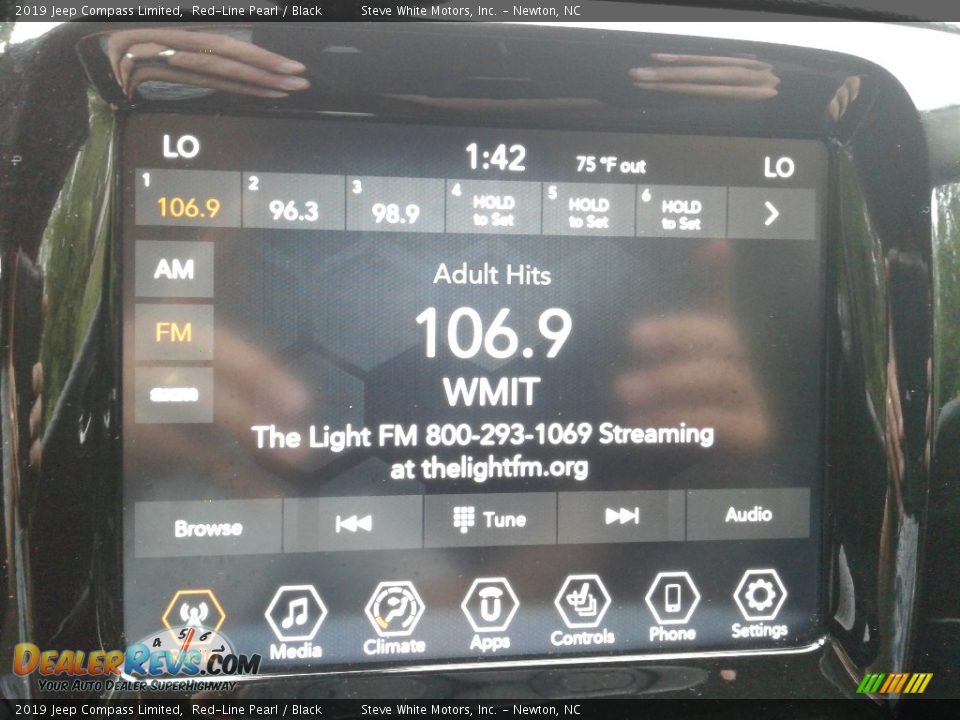 2019 Jeep Compass Limited, Red-Line Pearl / Black Steve White Motors, Inc. - Newton, NC
LO 1:42 75 °F out LO
1 106.9 2 96.3 3 98.9 4 HOLD to Set 5 HOLD to Set 6 HOLD to Set
AM
Adult Hits
FM
106.9
WMIT
The Light FM 800-293-1069 Streaming
at thelightfm.org
Browse Tune Audio
Media Climate Apps Controls Phone Settings
4 5 6
DealerRevs.com
Your Auto Dealer SuperHighway
2019 Jeep Compass Limited, Red-Line Pearl / Black Steve White Motors, Inc. - Newton, NC